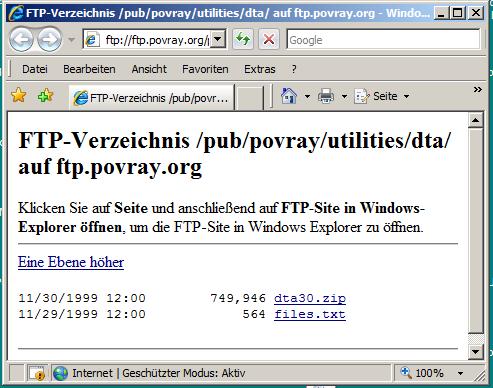 FTP-Verzeichnis /pub/povray/utilities/dta/ auf ftp.povray.org - Windo...
ftp://ftp.povray.org/p
Google
Datei Bearbeiten Ansicht Favoriten Extras ?
FTP-Verzeichnis /pub/povr...
Seite
»
FTP-Verzeichnis /pub/povray/utilities/dta/
auf ftp.povray.org
Klicken Sie auf Seite und anschließend auf FTP-Site in Windows-
Explorer öffnen, um die FTP-Site in Windows Explorer zu öffnen.
Eine Ebene höher
11/30/1999 12:00 749,946 dta30.zip
11/29/1999 12:00 564 files.txt
Internet | Geschützter Modus: Aktiv
100%